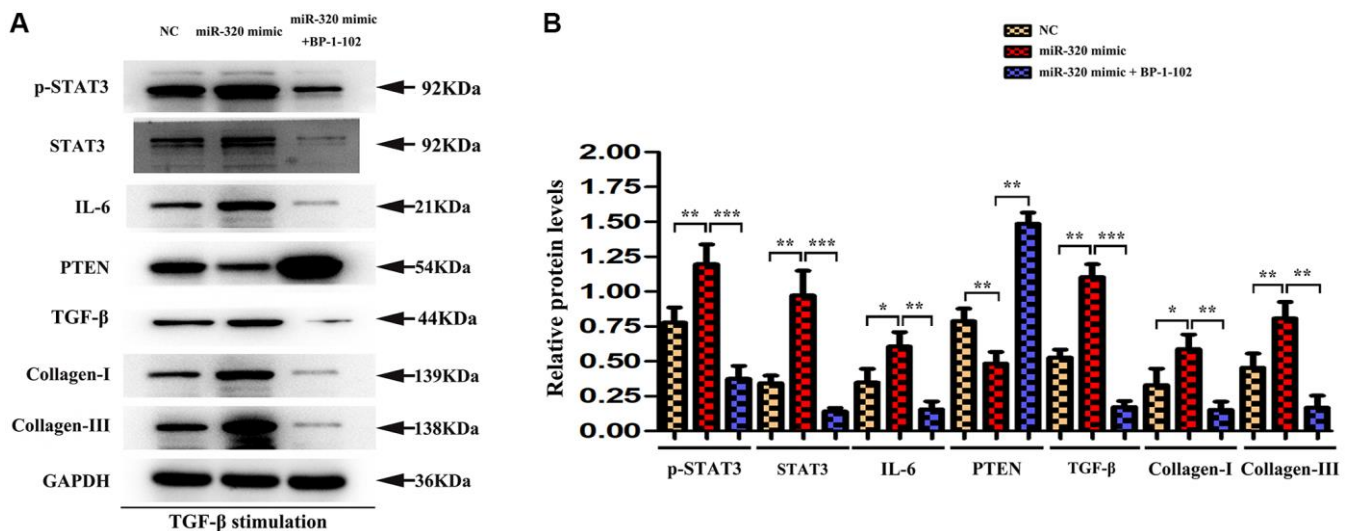 A
NC miR-320 mimic miR-320 mimic
+BP-1-102
p-STAT3 92KDa
STAT3 92KDa
IL-6 21KDa
PTEN 54KDa
TGF-β 44KDa
Collagen-I 139KDa
Collagen-III 138KDa
GAPDH 36KDa
TGF-β stimulation
B
NC
miR-320 mimic
miR-320 mimic + BP-1-102
Relative protein levels
2.00
1.75
1.50
1.25
1.00
0.75
0.50
0.25
0.00
** ***
** ***
* **
** **
** ***
* **
** **
p-STAT3 STAT3 IL-6 PTEN TGF-β Collagen-I Collagen-III